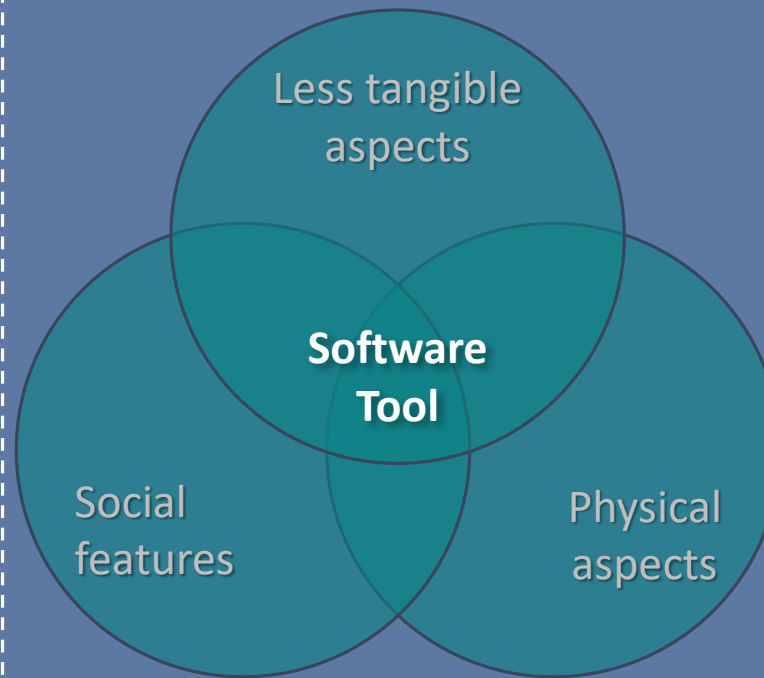 Less tangible
aspects
Software
Tool
Social
features
Physical
aspects